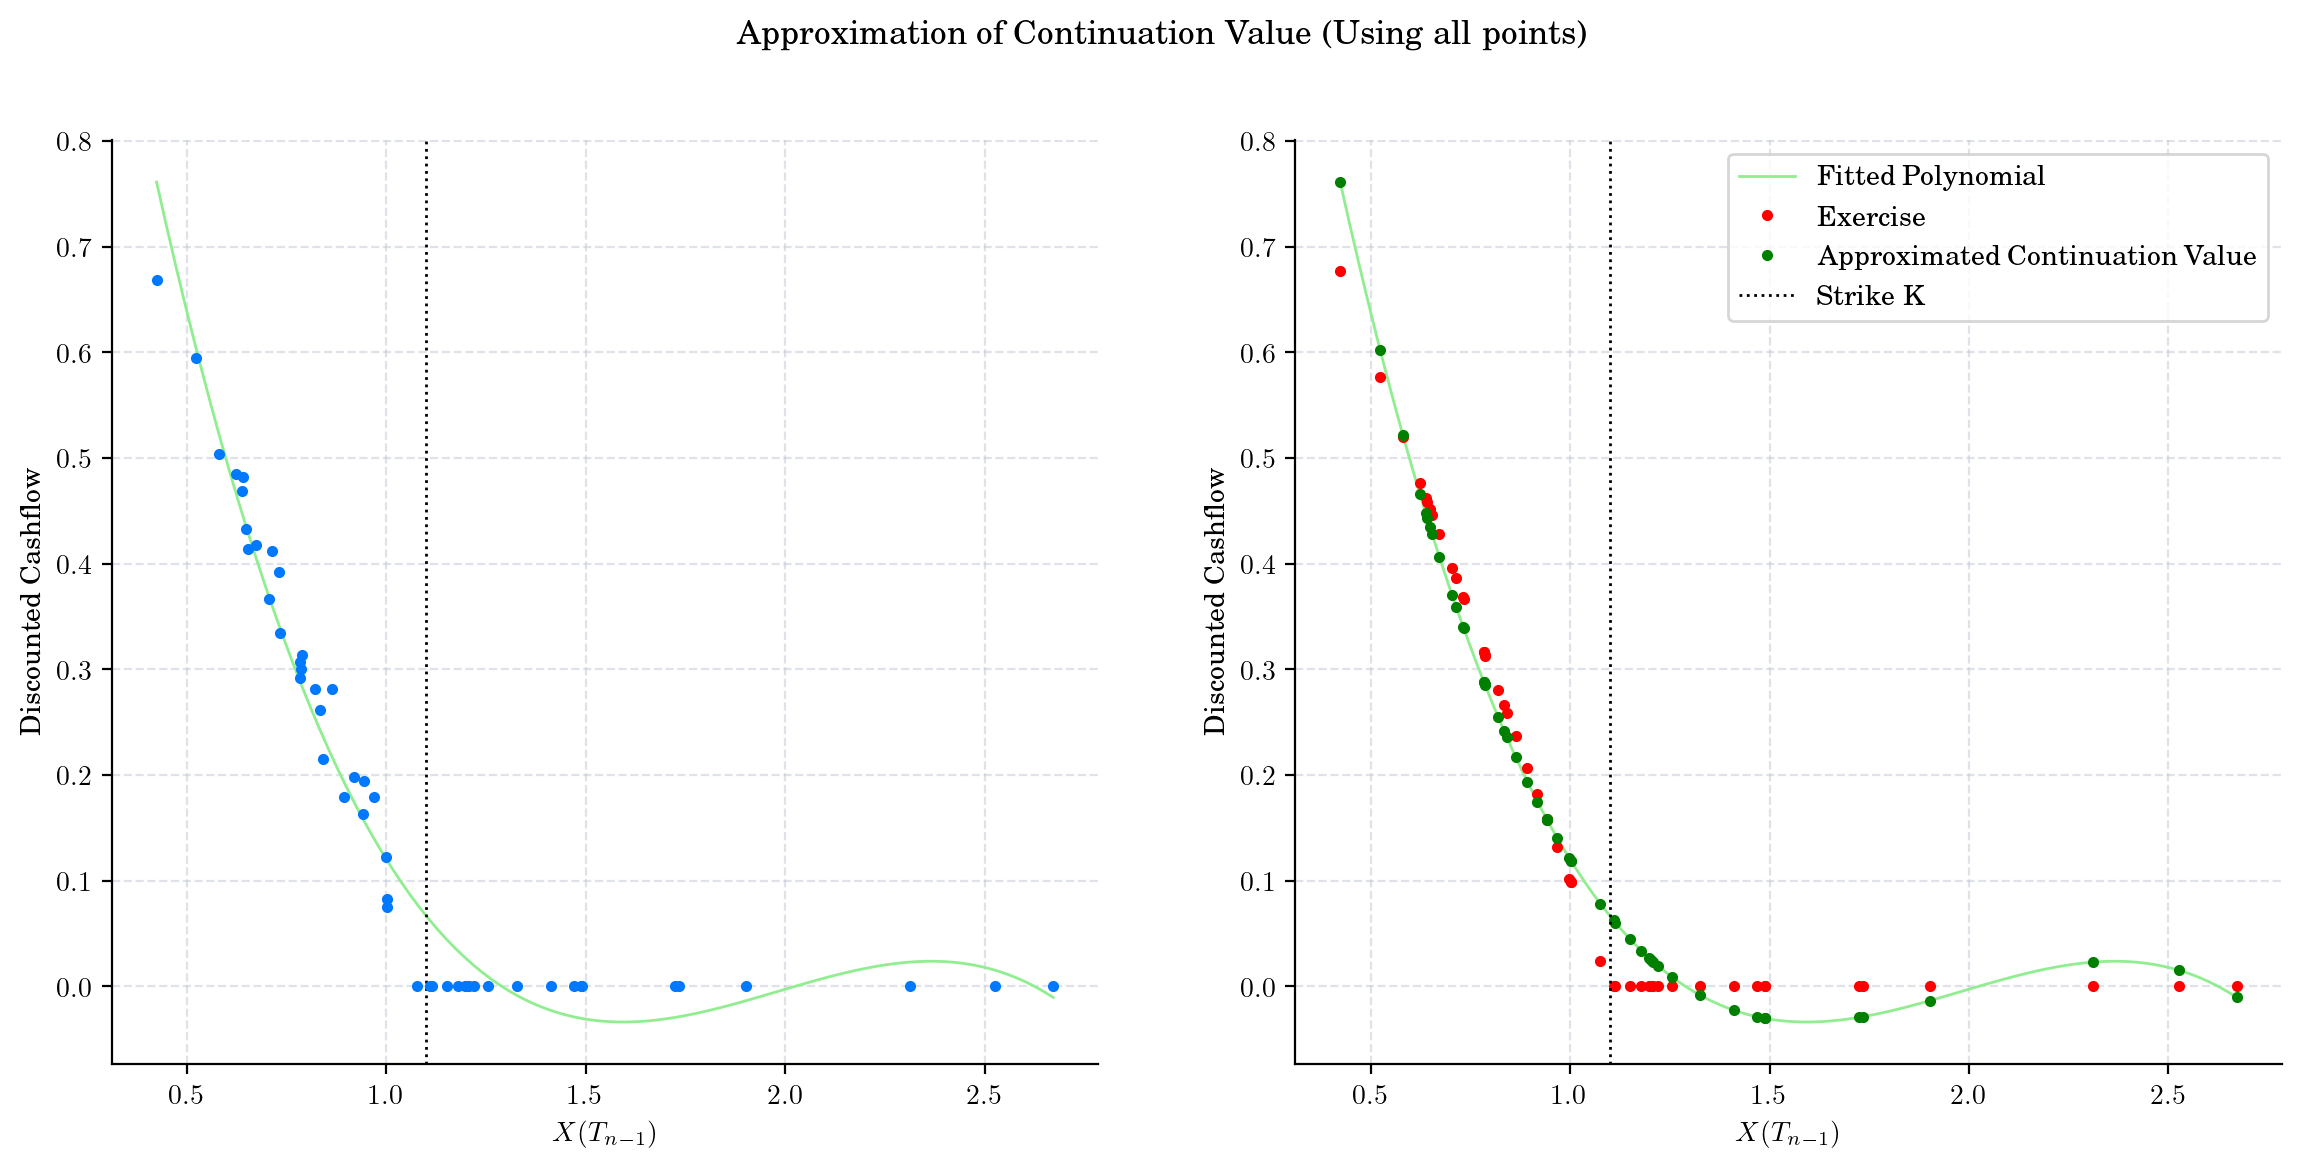 Approximation of Continuation Value (Using all points)
Discounted Cashflow
0.8
0.7
0.6
0.5
0.4
0.3
0.2
0.1
0.0
0.5 1.0 1.5 2.0 2.5
X(Tₙ₋₁)
Discounted Cashflow
0.8
0.7
0.6
0.5
0.4
0.3
0.2
0.1
0.0
0.5 1.0 1.5 2.0 2.5
X(Tₙ₋₁)
Fitted Polynomial
Exercise
Approximated Continuation Value
Strike K